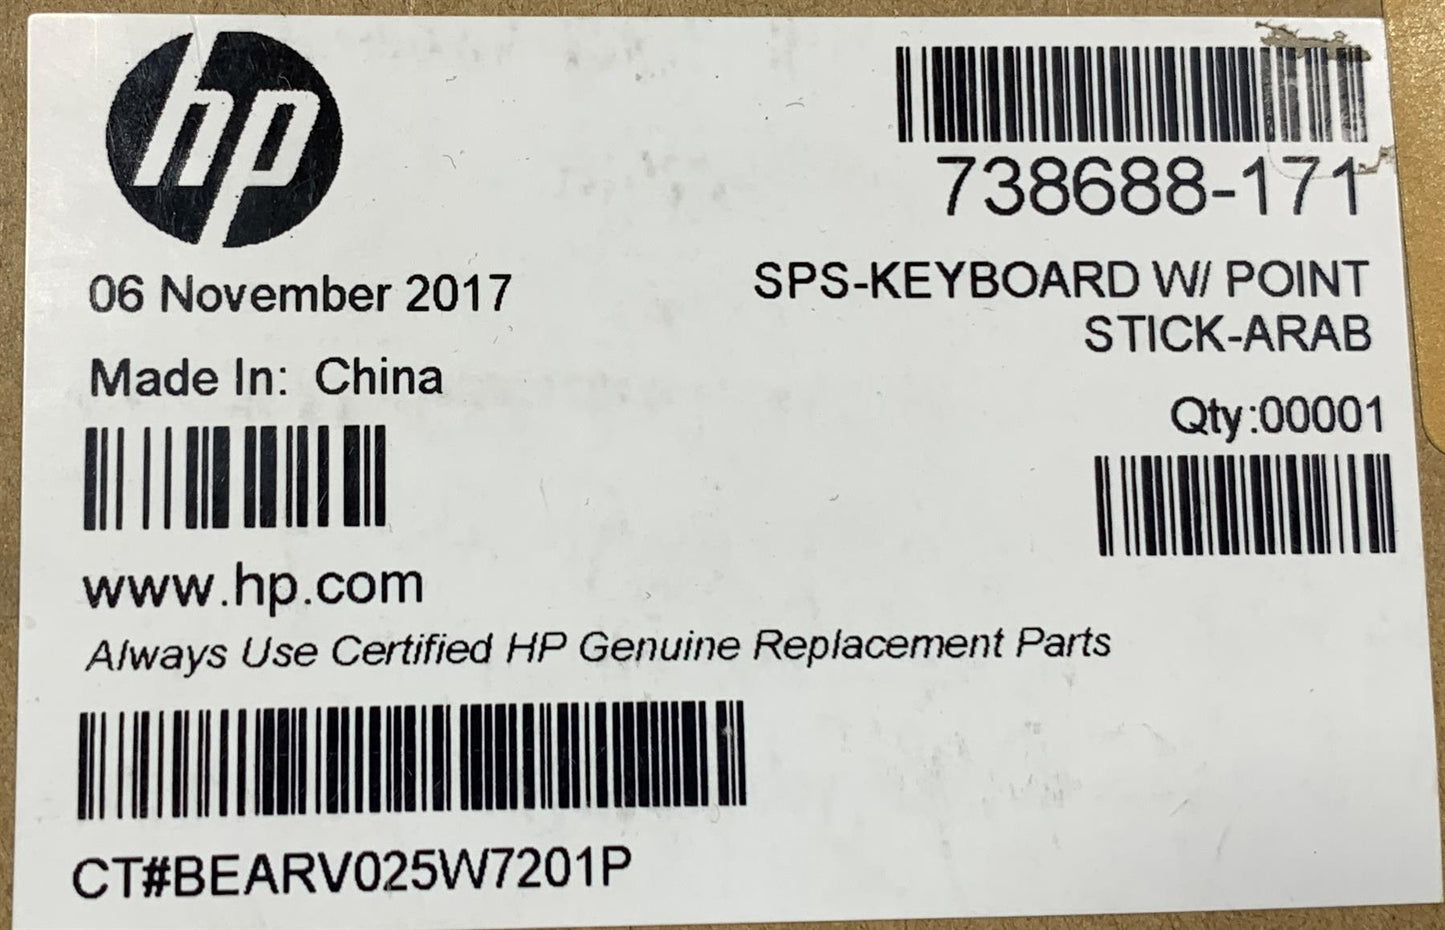 hp
738688-171
06 November 2017
SPS-KEYBOARD W/ POINT
STICK-ARAB
Made In: China
Qty:00001
www.hp.com
Always Use Certified HP Genuine Replacement Parts
CT#BEARV025W7201P